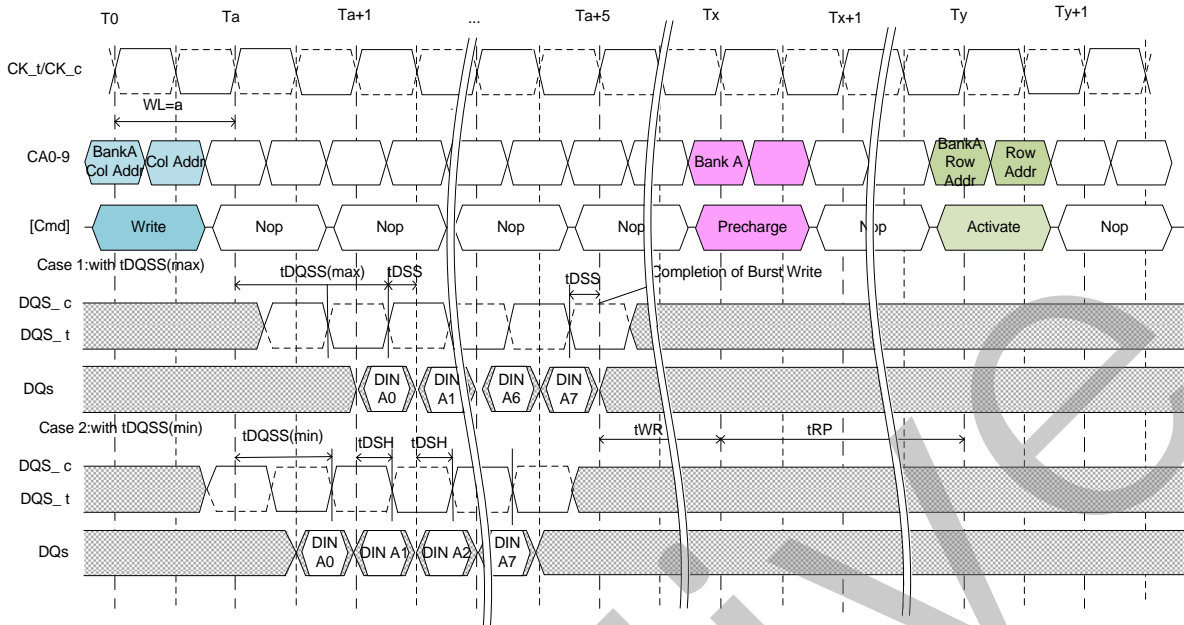 T0 Ta Ta+1 ... Ta+5 Tx Tx+1 Ty Ty+1
CK_t/CK_c
WL=a
CA0-9
BankA
Col Addr
Col Addr
Bank A
BankA
Row
Addr
Row
Addr
[Cmd]
Write Nop Nop Nop Nop Precharge Nop Activate Nop
Case 1:with tDQSS(max)
tDQSS(max) tDSS tDSS Completion of Burst Write
DQS_ c
DQS_ t
DQs
DIN
A0
DIN
A1
DIN
A6
DIN
A7
Case 2:with tDQSS(min)
tDQSS(min) tDSH tDSH tWR tRP
DQS_ c
DQS_ t
DQs
DIN
A0
DIN A1
DIN A2
DIN
A7